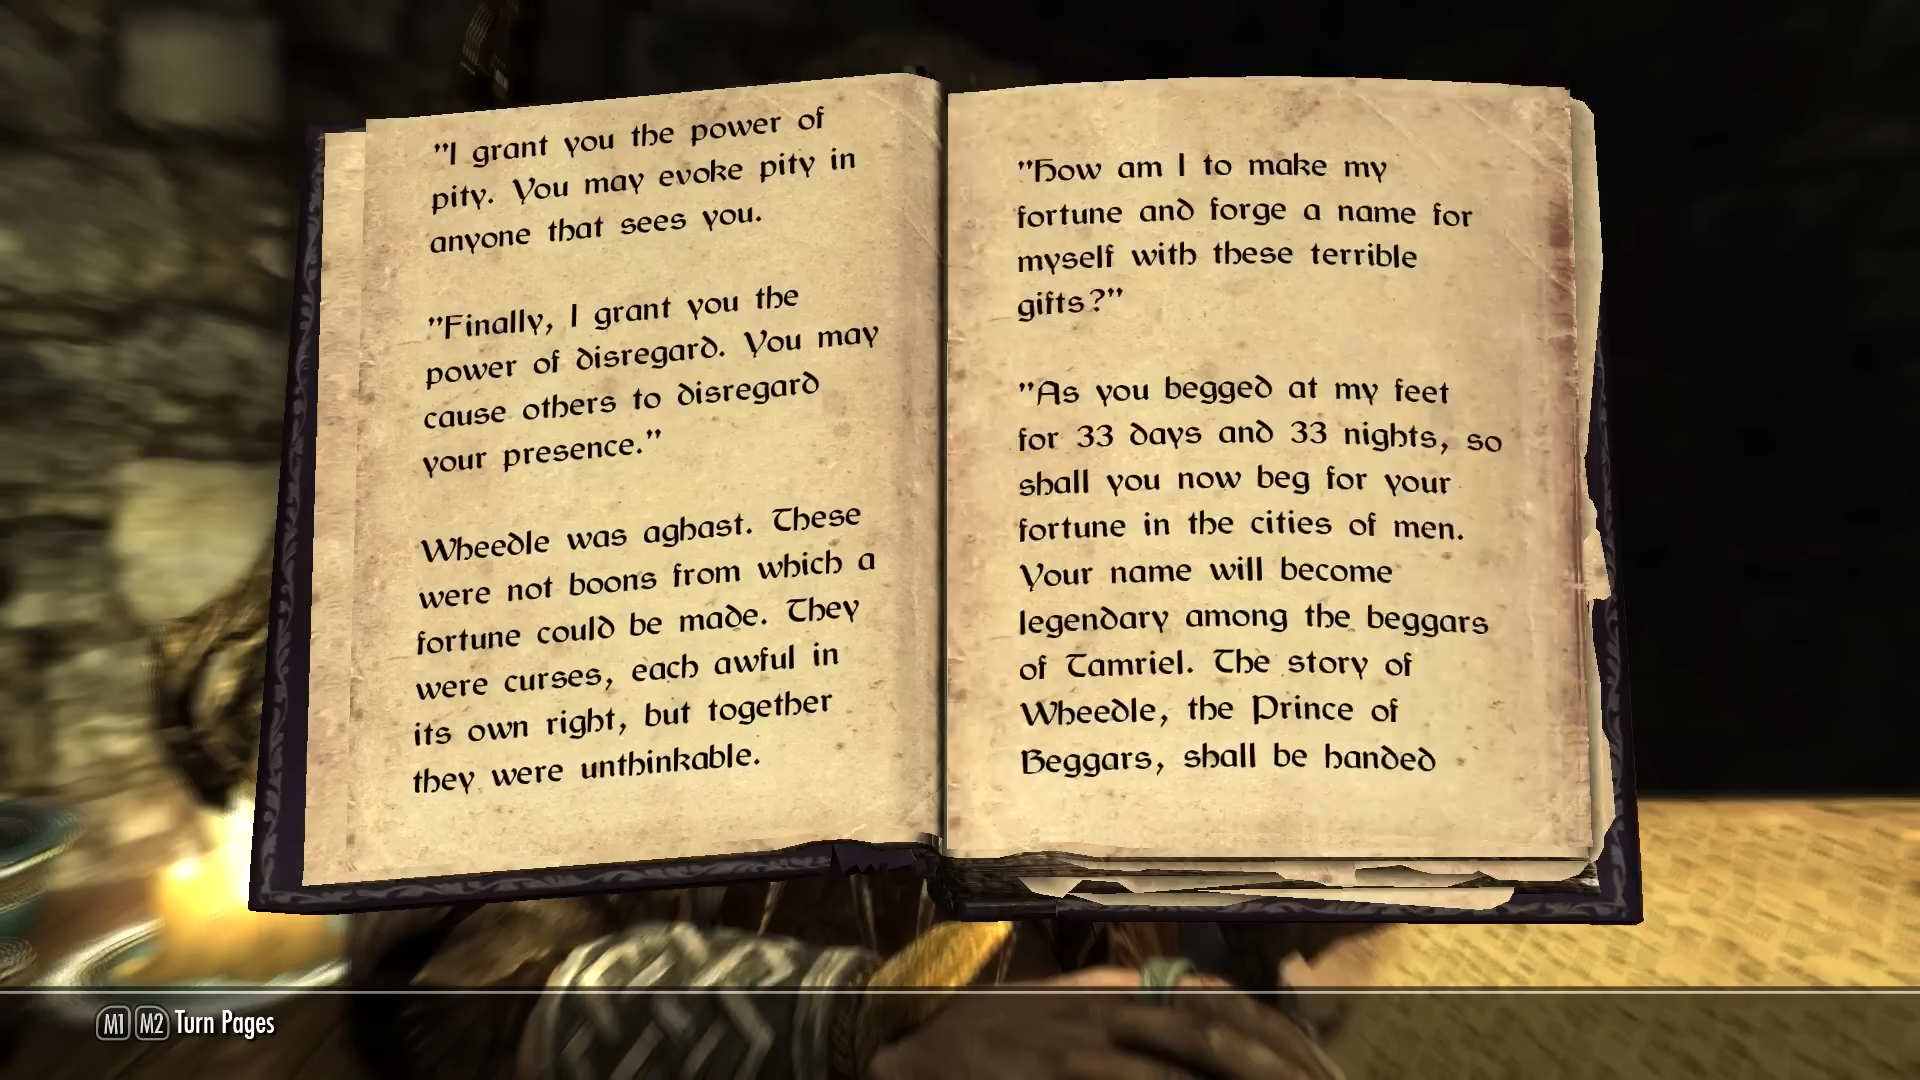 "I grant you the power of
pity. You may evoke pity in
anyone that sees you.
"Finally, I grant you the
power of disregard. You may
cause others to disregard
your presence."
Wheedle was aghast. These
were not boons from which a
fortune could be made. They
were curses, each awful in
its own right, but together
they were unthinkable.
"How am I to make my
fortune and forge a name for
myself with these terrible
gifts?"
"As you begged at my feet
for 33 days and 33 nights, so
shall you now beg for your
fortune in the cities of men.
Your name will become
legendary among the beggars
of Tamriel. The story of
Wheedle, the Prince of
Beggars, shall be handed
M1 M2 Turn Pages